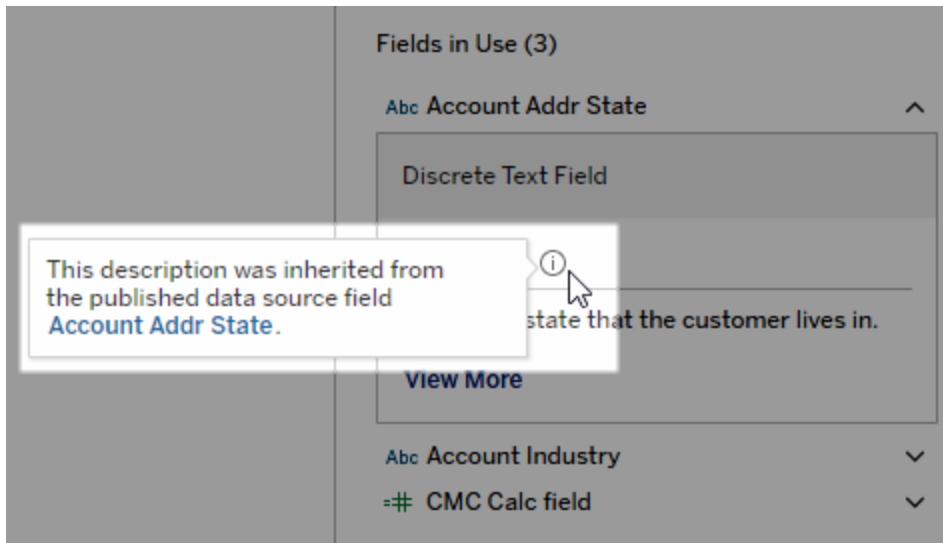 Fields in Use (3)
Abc Account Addr State
Discrete Text Field
This description was inherited from
the published data source field
Account Addr State.
state that the customer lives in.
View More
Abc Account Industry
=# CMC Calc field